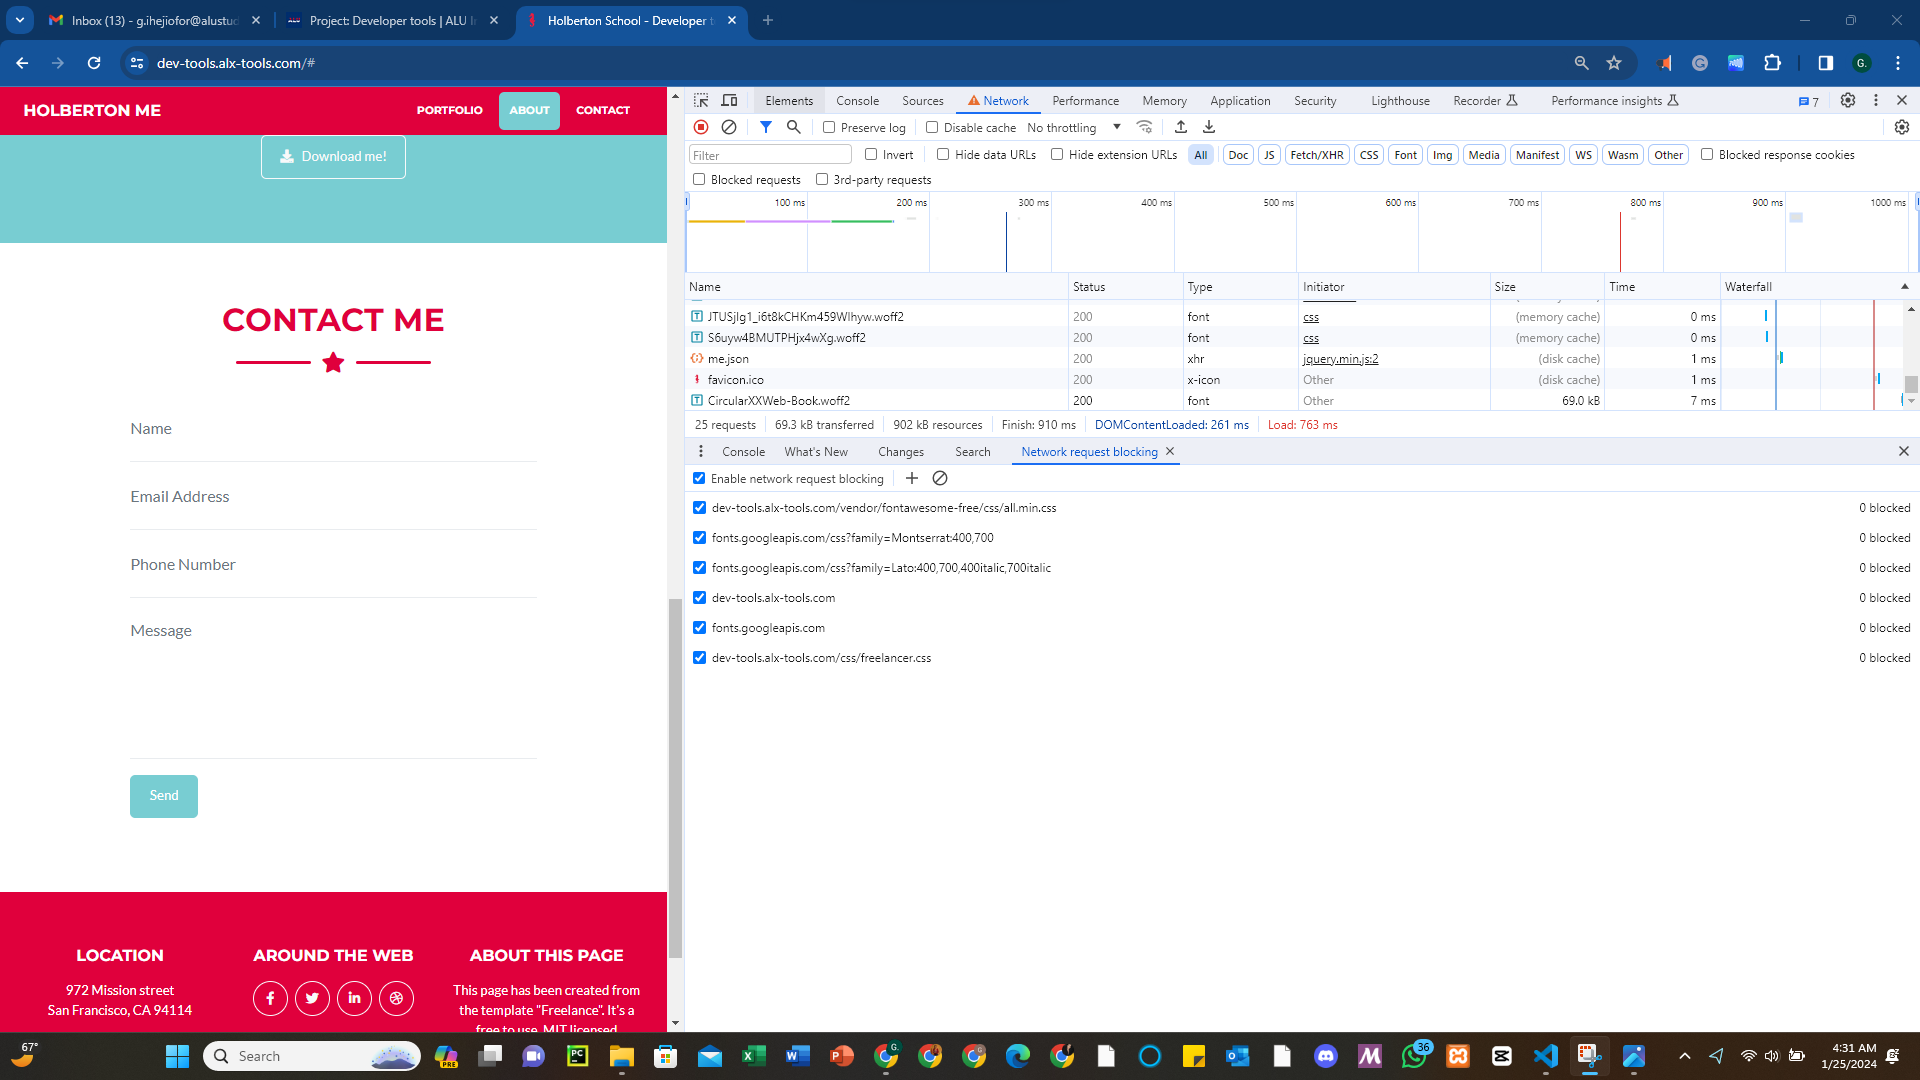 Inbox (13) - g.ihejiofor@alustud
Project: Developer tools | ALU In
Holberton School - Developer t
dev-tools.alx-tools.com/#
G.
HOLBERTON ME
PORTFOLIO
ABOUT
CONTACT
Download me!
CONTACT ME
Name
Email Address
Phone Number
Message
Send
LOCATION
972 Mission street
San Francisco, CA 94114
AROUND THE WEB
ABOUT THIS PAGE
This page has been created from
the template "Freelance". It's a
free to use, MIT licensed
Elements Console Sources Network Performance Memory Application Security Lighthouse Recorder Performance insights 7
Preserve log Disable cache No throttling
Filter Invert Hide data URLs Hide extension URLs All Doc JS Fetch/XHR CSS Font Img Media Manifest WS Wasm Other Blocked response cookies
Blocked requests 3rd-party requests
100 ms 200 ms 300 ms 400 ms 500 ms 600 ms 700 ms 800 ms 900 ms 1000 ms
Name Status Type Initiator Size Time Waterfall
JTUSjIg1_i6t8kCHKm459Wlhyw.woff2 200 font css (memory cache) 0 ms
S6uyw4BMUTPHjx4wXg.woff2 200 font css (memory cache) 0 ms
me.json 200 xhr jquery.min.js:2 (disk cache) 1 ms
favicon.ico 200 x-icon Other (disk cache) 1 ms
CircularXXWeb-Book.woff2 200 font Other 69.0 kB 7 ms
25 requests 69.3 kB transferred 902 kB resources Finish: 910 ms DOMContentLoaded: 261 ms Load: 763 ms
Console What's New Changes Search Network request blocking
Enable network request blocking
dev-tools.alx-tools.com/vendor/fontawesome-free/css/all.min.css 0 blocked
fonts.googleapis.com/css?family=Montserrat:400,700 0 blocked
fonts.googleapis.com/css?family=Lato:400,700,400italic,700italic 0 blocked
dev-tools.alx-tools.com 0 blocked
fonts.googleapis.com 0 blocked
dev-tools.alx-tools.com/css/freelancer.css 0 blocked
67°
Search
PRE
PC
G.
36
4:31 AM
1/25/2024